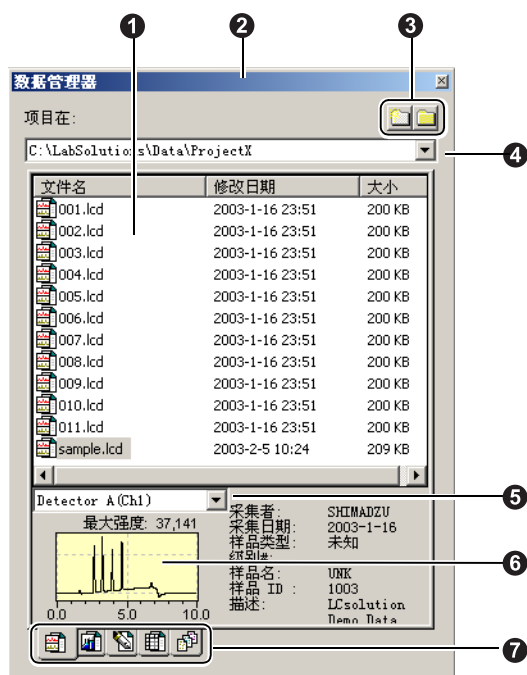 1 2 3
数据管理器
项目在:
C:\LabSolutions\Data\ProjectX
4
文件名 修改日期 大小
001.lcd 2003-1-16 23:51 200 KB
002.lcd 2003-1-16 23:51 200 KB
003.lcd 2003-1-16 23:51 200 KB
004.lcd 2003-1-16 23:51 200 KB
005.lcd 2003-1-16 23:51 200 KB
006.lcd 2003-1-16 23:51 200 KB
007.lcd 2003-1-16 23:51 200 KB
008.lcd 2003-1-16 23:51 200 KB
009.lcd 2003-1-16 23:51 200 KB
010.lcd 2003-1-16 23:51 200 KB
011.lcd 2003-1-16 23:51 200 KB
sample.lcd 2003-2-5 10:24 209 KB
Detector A(Ch1)
5
最大强度: 37,141
0.0 5.0 10.0
采集者: SHIMADZU
采集日期: 2003-1-16
样品类型: 未知
级别#:
样品名: UNK
样品 ID : 1003
描述: LCsolution
Demo Data
6
7